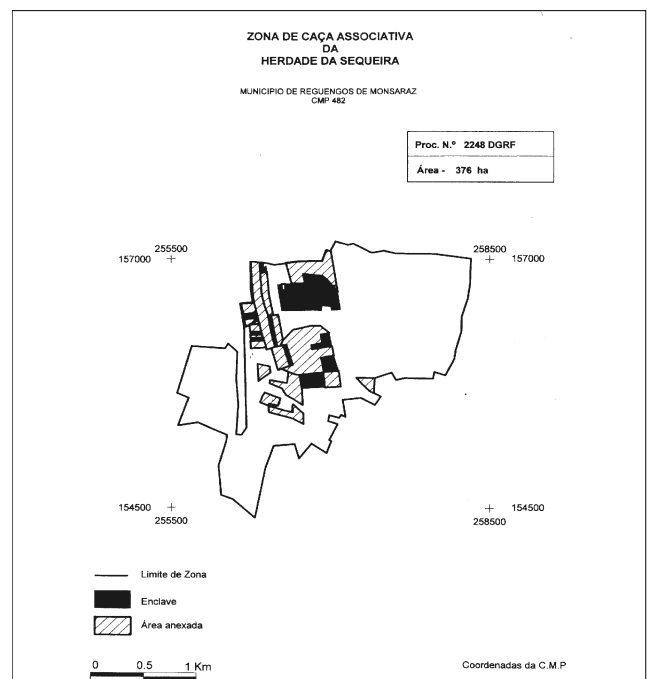 ZONA DE CAÇA ASSOCIATIVA
DA
HERDADE DA SEQUEIRA
MUNICIPIO DE REGUENGOS DE MONSARAZ
CMP 482
Proc. N.º 2248 DGRF
Área - 376 ha
255500
157000
258500
157000
154500
255500
154500
258500
Limite de Zona
Enclave
Área anexada
0 0.5 1 Km
Coordenadas da C.M.P